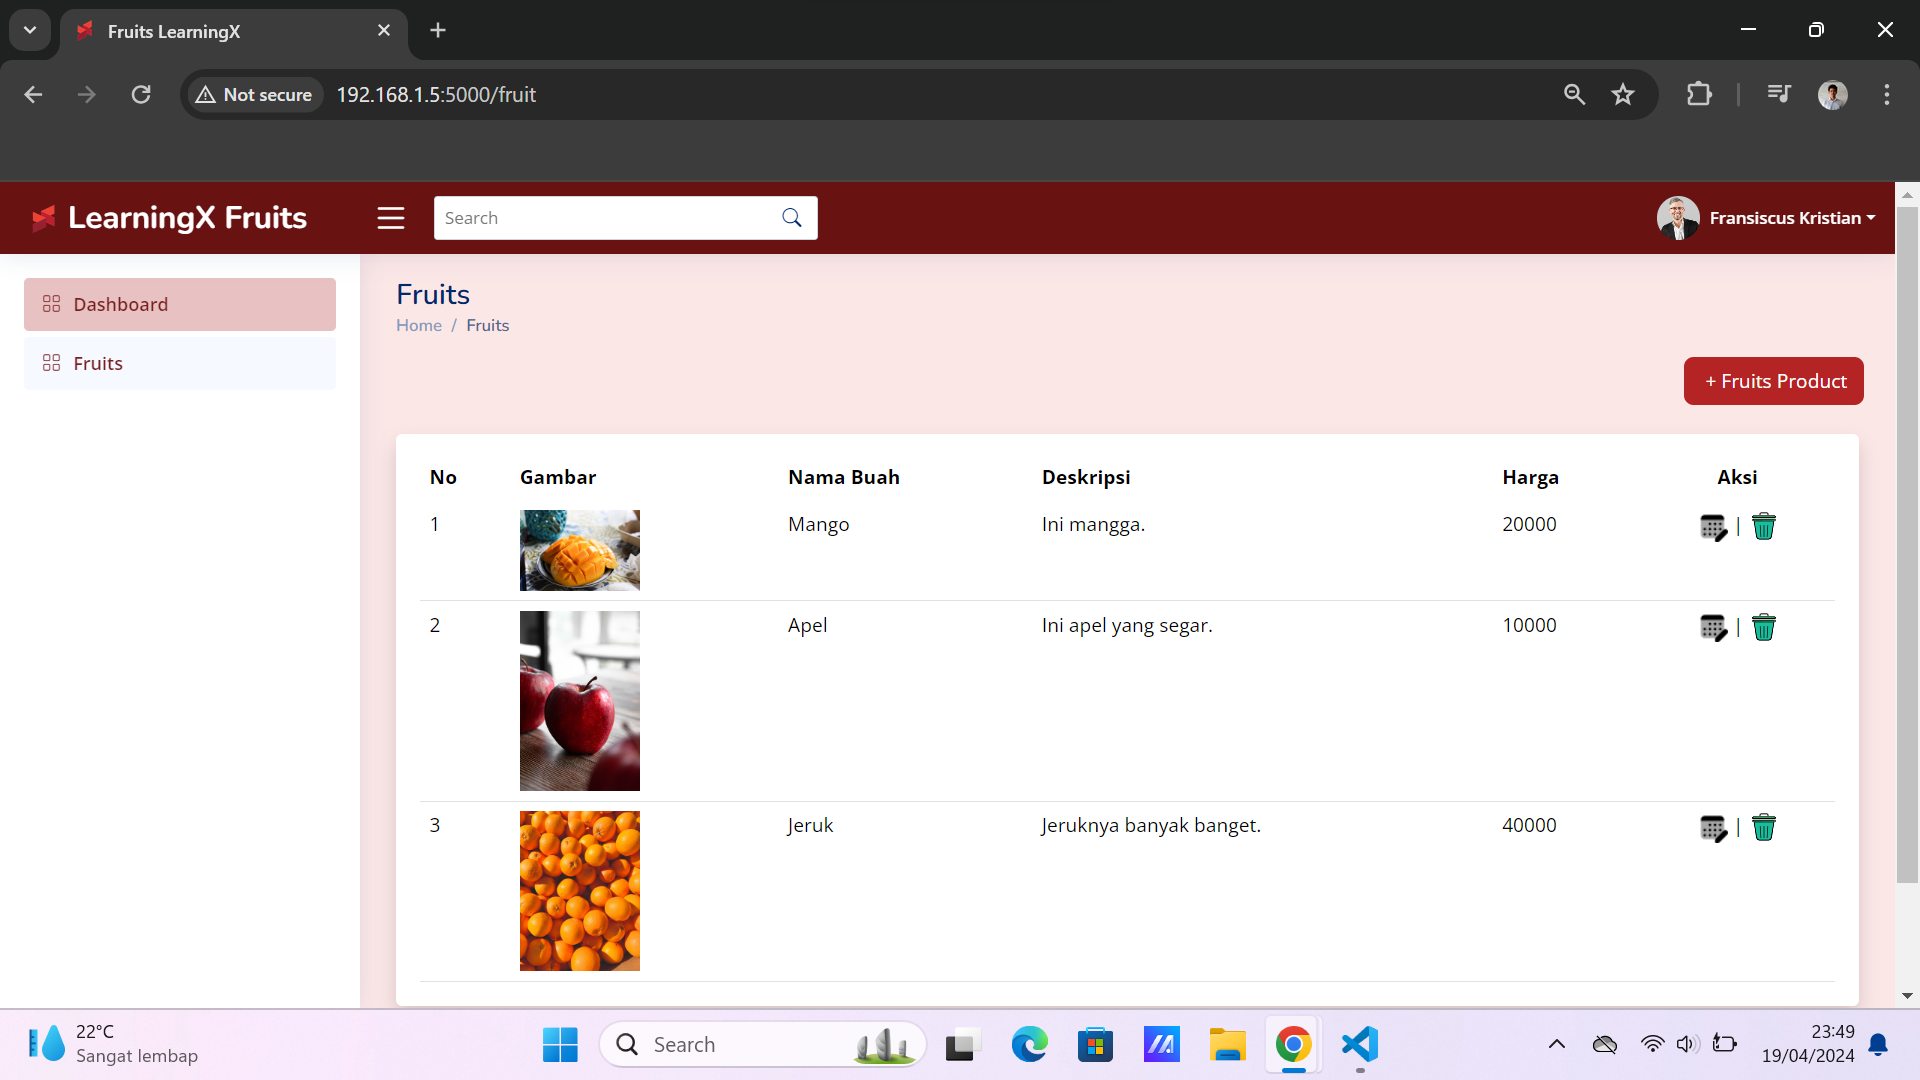 Fruits LearningX
Not secure
192.168.1.5:5000/fruit
LearningX Fruits
Search
Fransiscus Kristian
Dashboard
Fruits
Fruits
Home / Fruits
+ Fruits Product
No Gambar Nama Buah Deskripsi Harga Aksi
1 Mango Ini mangga. 20000 |
2 Apel Ini apel yang segar. 10000 |
3 Jeruk Jeruknya banyak banget. 40000 |
22°C
Sangat lembap
Search
23:49
19/04/2024